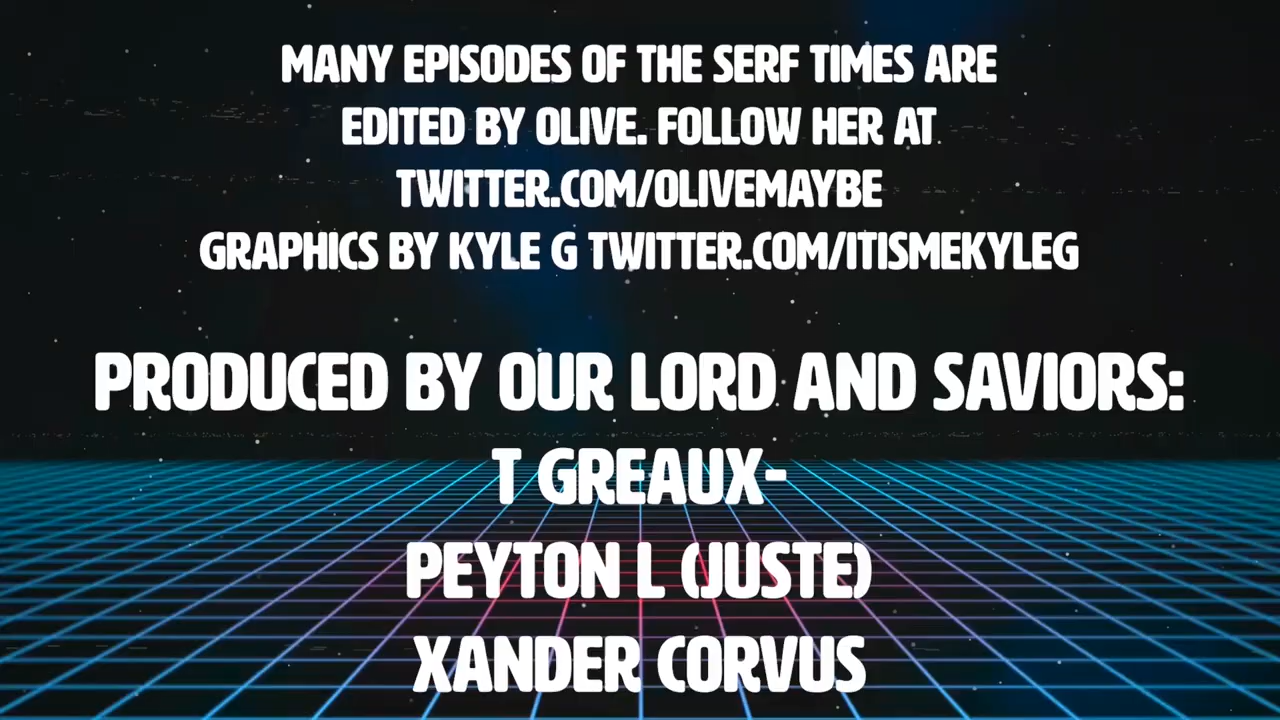 MANY EPISODES OF THE SERF TIMES ARE
EDITED BY OLIVE. FOLLOW HER AT
TWITTER.COM/OLIVEMAYBE
GRAPHICS BY KYLE G TWITTER.COM/ITISMEKYLEG
PRODUCED BY OUR LORD AND SAVIORS:
T GREAUX-
PEYTON L (JUSTE)
XANDER CORVUS